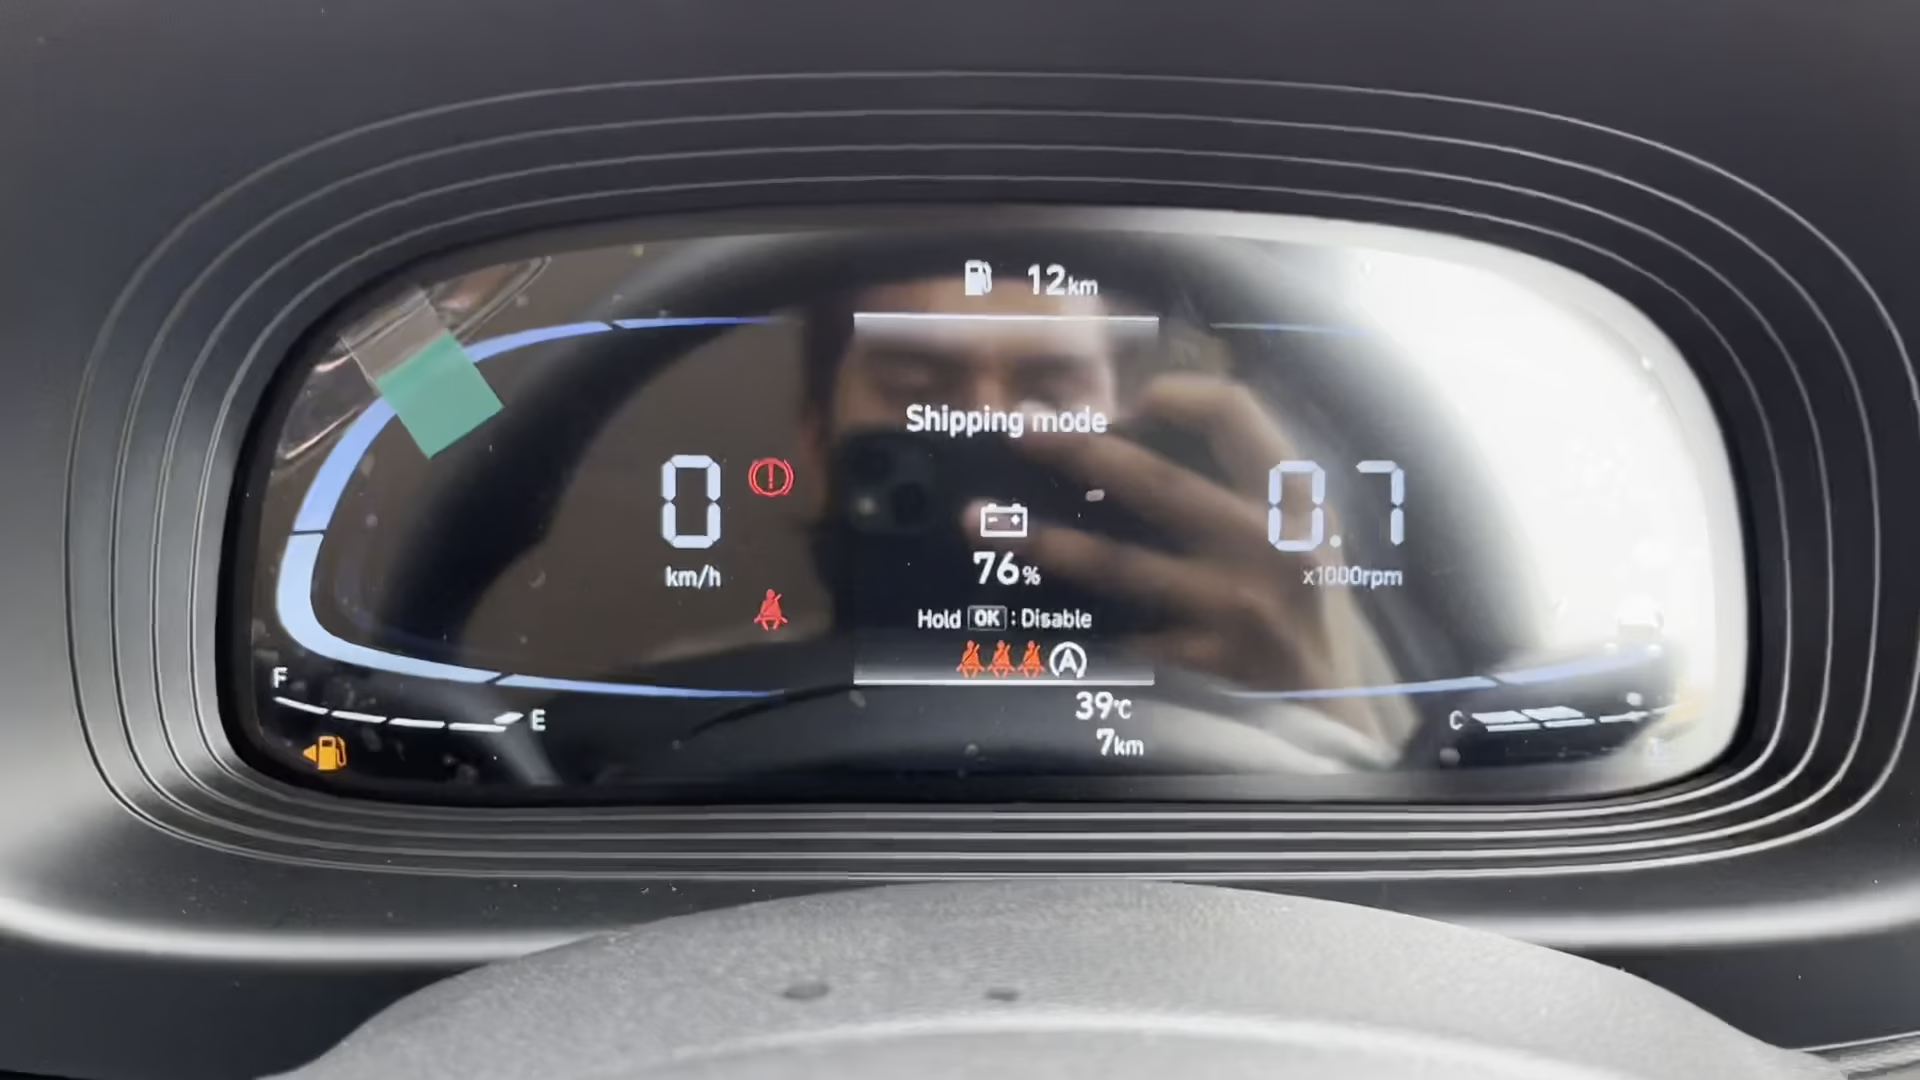 12km
Shipping mode
0
km/h
76%
Hold OK : Disable
A
0.7
x1000rpm
F
E
39°C
7km
C